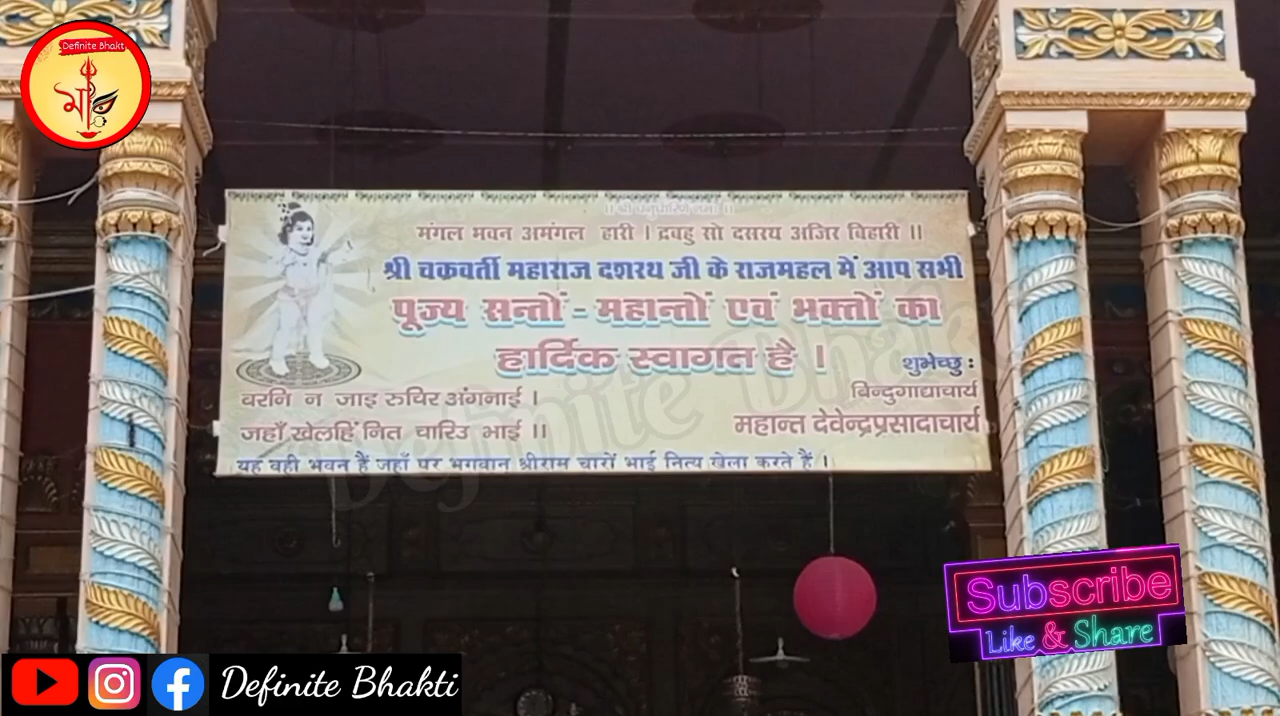 Definite Bhakti
माँ
मंगल भवन अमंगल हारी । द्रवहु सो दसरथ अजिर विहारी ॥
श्री चक्रवर्ती महाराज दशरथ जी के राजमहल में आप सभी
पूज्य सन्तों - महान्तों एवं भक्तों का
हार्दिक स्वागत है ।
शुभेच्छु :
बरनि न जाइ रुचिर अंगनाई ।
बिन्दुगाद्याचार्य
जहाँ खेलहिं नित चारिउ भाई ॥
महान्त देवेन्द्रप्रसादाचार्य
यह वही भवन हैं जहाँ पर भगवान श्रीराम चारों भाई नित्य खेला करते हैं ।
Definite Bhakti
Subscribe
Like & Share
Definite Bhakti